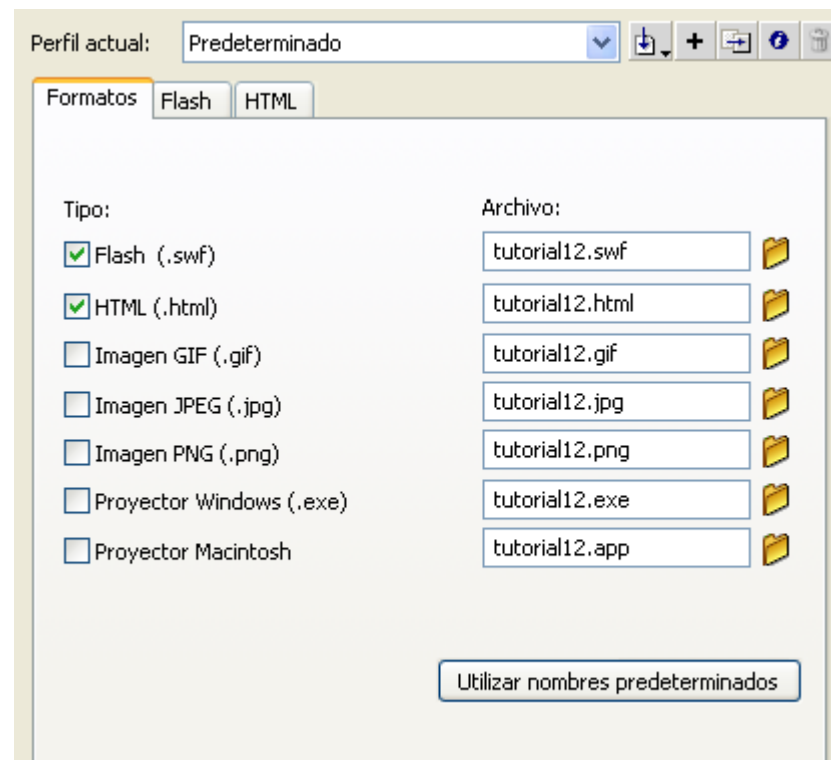 Perfil actual: Predeterminado
Formatos Flash HTML
Tipo: Archivo:
Flash (.swf) tutorial12.swf
HTML (.html) tutorial12.html
Imagen GIF (.gif) tutorial12.gif
Imagen JPEG (.jpg) tutorial12.jpg
Imagen PNG (.png) tutorial12.png
Proyector Windows (.exe) tutorial12.exe
Proyector Macintosh tutorial12.app
Utilizar nombres predeterminados